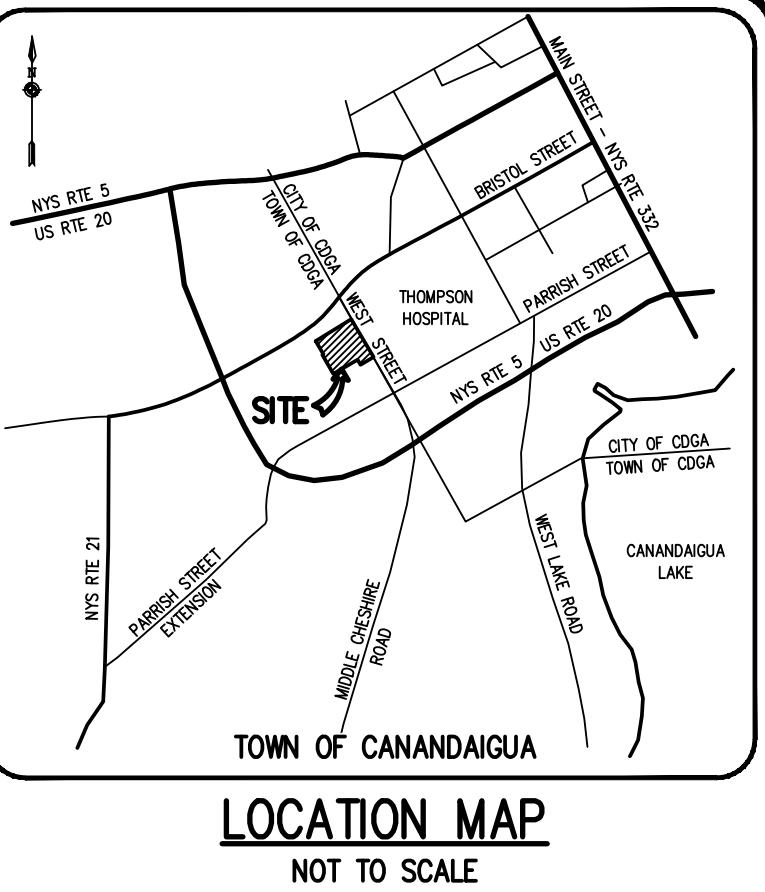 N
MAIN STREET - NYS RTE 332
BRISTOL STREET
NYS RTE 5
US RTE 20
CITY OF CDGA
TOWN OF CDGA
WEST STREET
THOMPSON
HOSPITAL
PARRISH STREET
NYS RTE 5 US RTE 20
SITE
CITY OF CDGA
TOWN OF CDGA
NYS RTE 21
PARRISH STREET
EXTENSION
MIDDLE CHESHIRE
ROAD
WEST LAKE ROAD
CANANDAIGUA
LAKE
TOWN OF CANANDAIGUA
LOCATION MAP
NOT TO SCALE